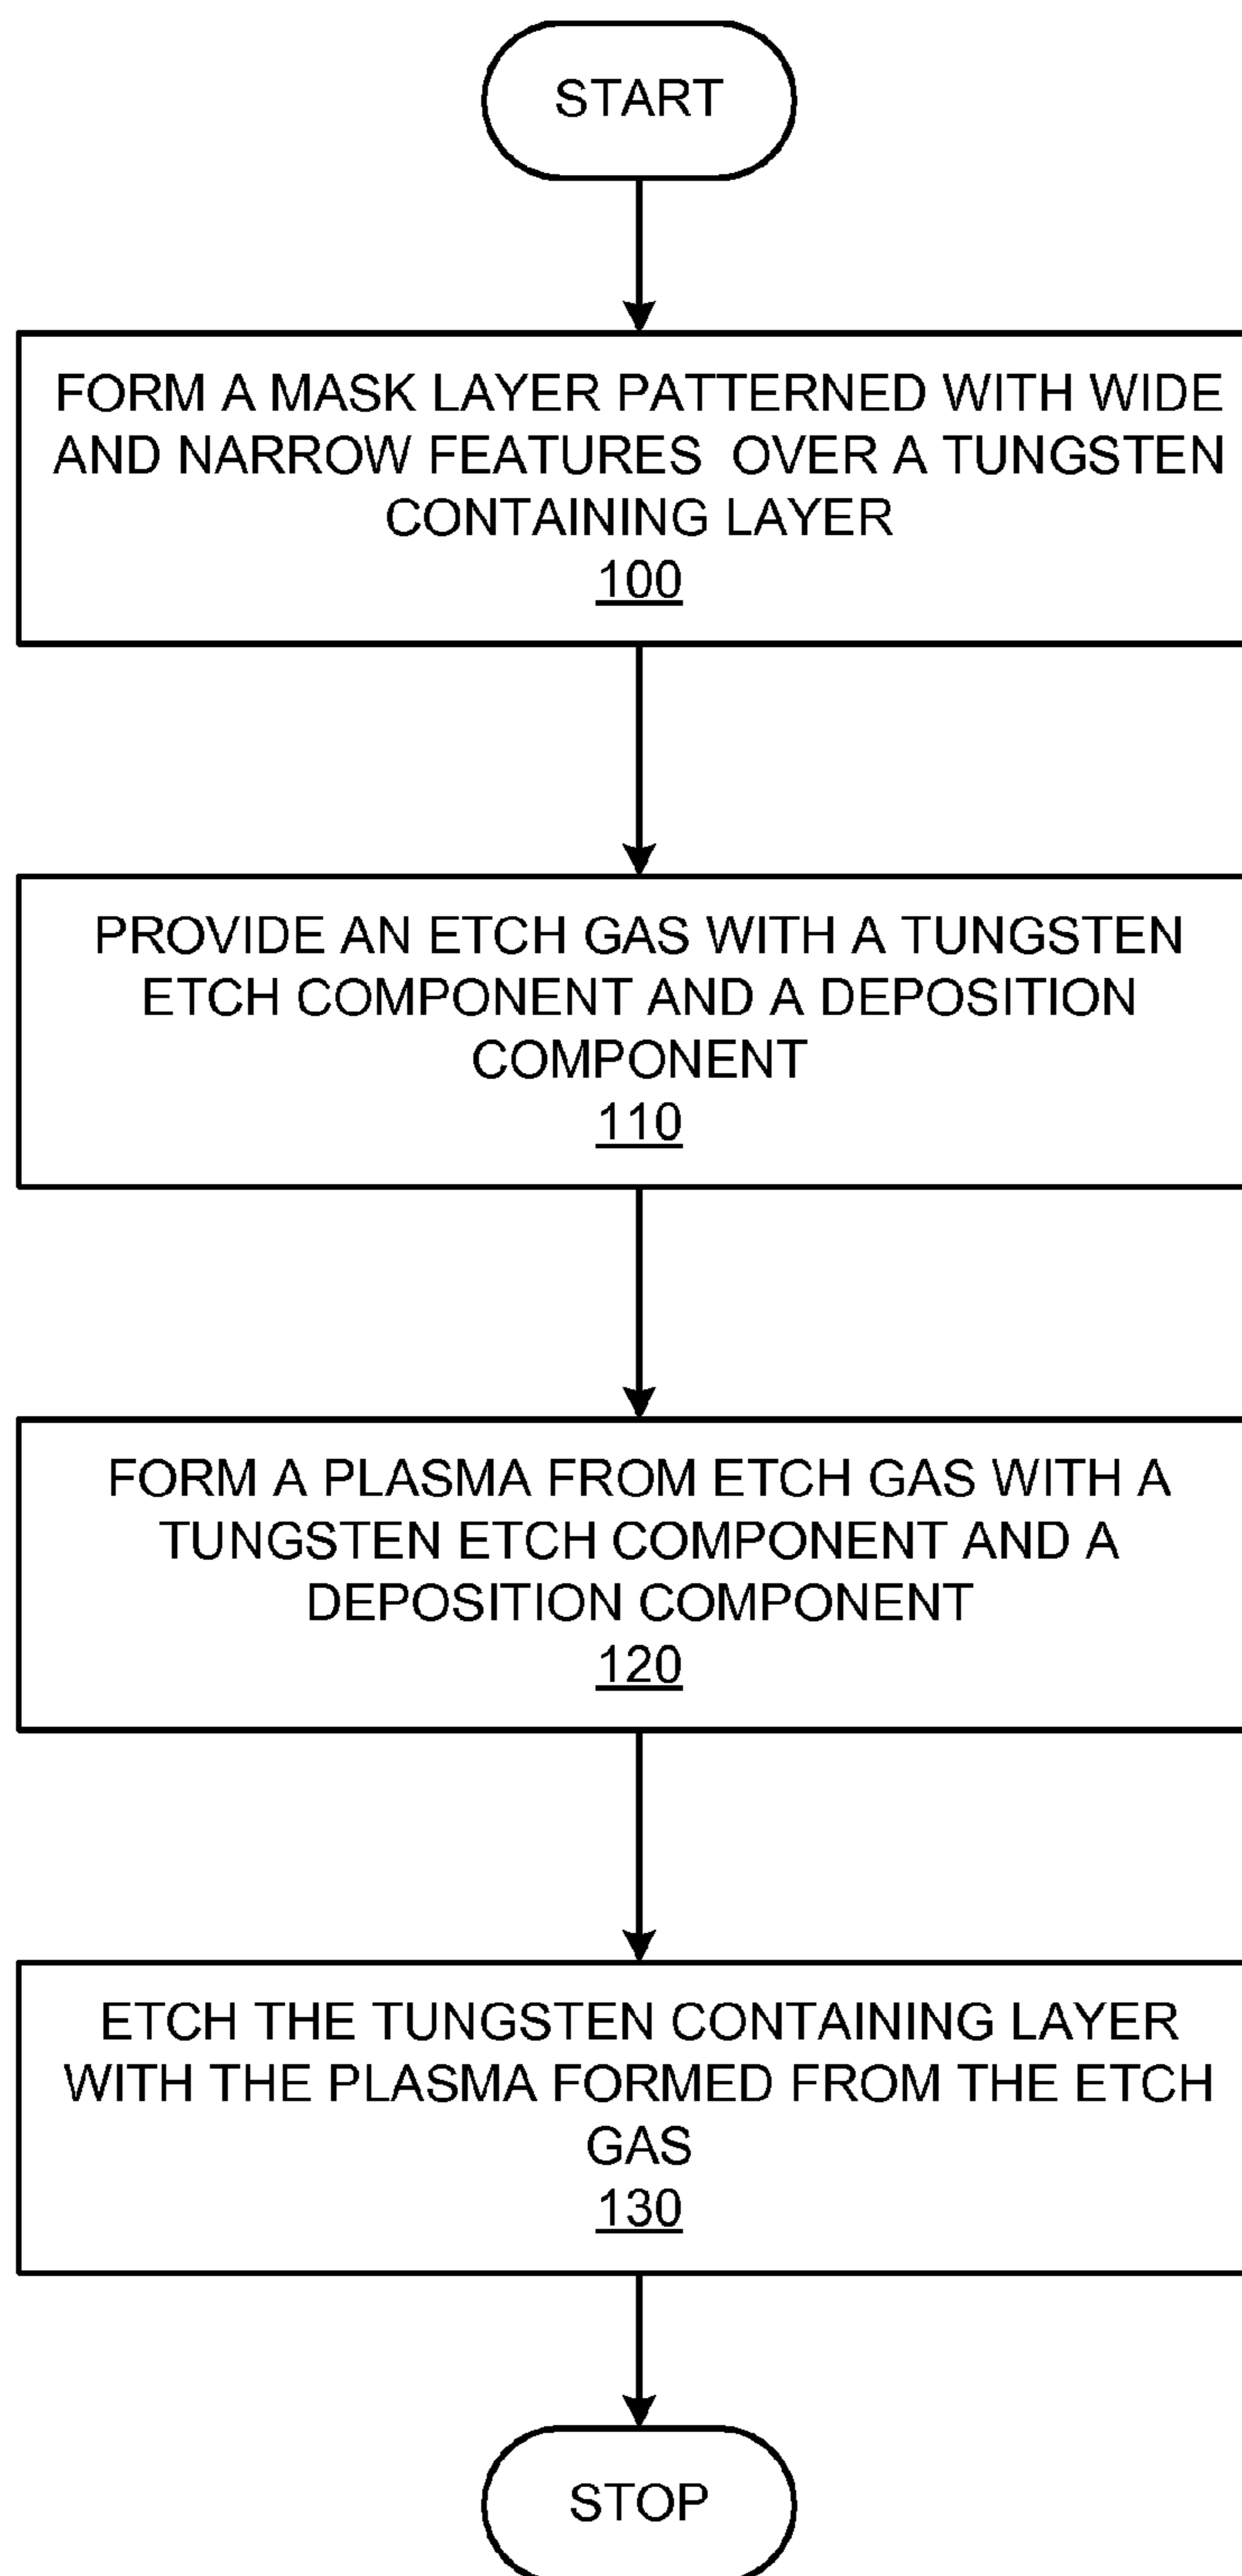 START
FORM A MASK LAYER PATTERNED WITH WIDE
AND NARROW FEATURES OVER A TUNGSTEN
CONTAINING LAYER
100
PROVIDE AN ETCH GAS WITH A TUNGSTEN
ETCH COMPONENT AND A DEPOSITION
COMPONENT
110
FORM A PLASMA FROM ETCH GAS WITH A
TUNGSTEN ETCH COMPONENT AND A
DEPOSITION COMPONENT
120
ETCH THE TUNGSTEN CONTAINING LAYER
WITH THE PLASMA FORMED FROM THE ETCH
GAS
130
STOP